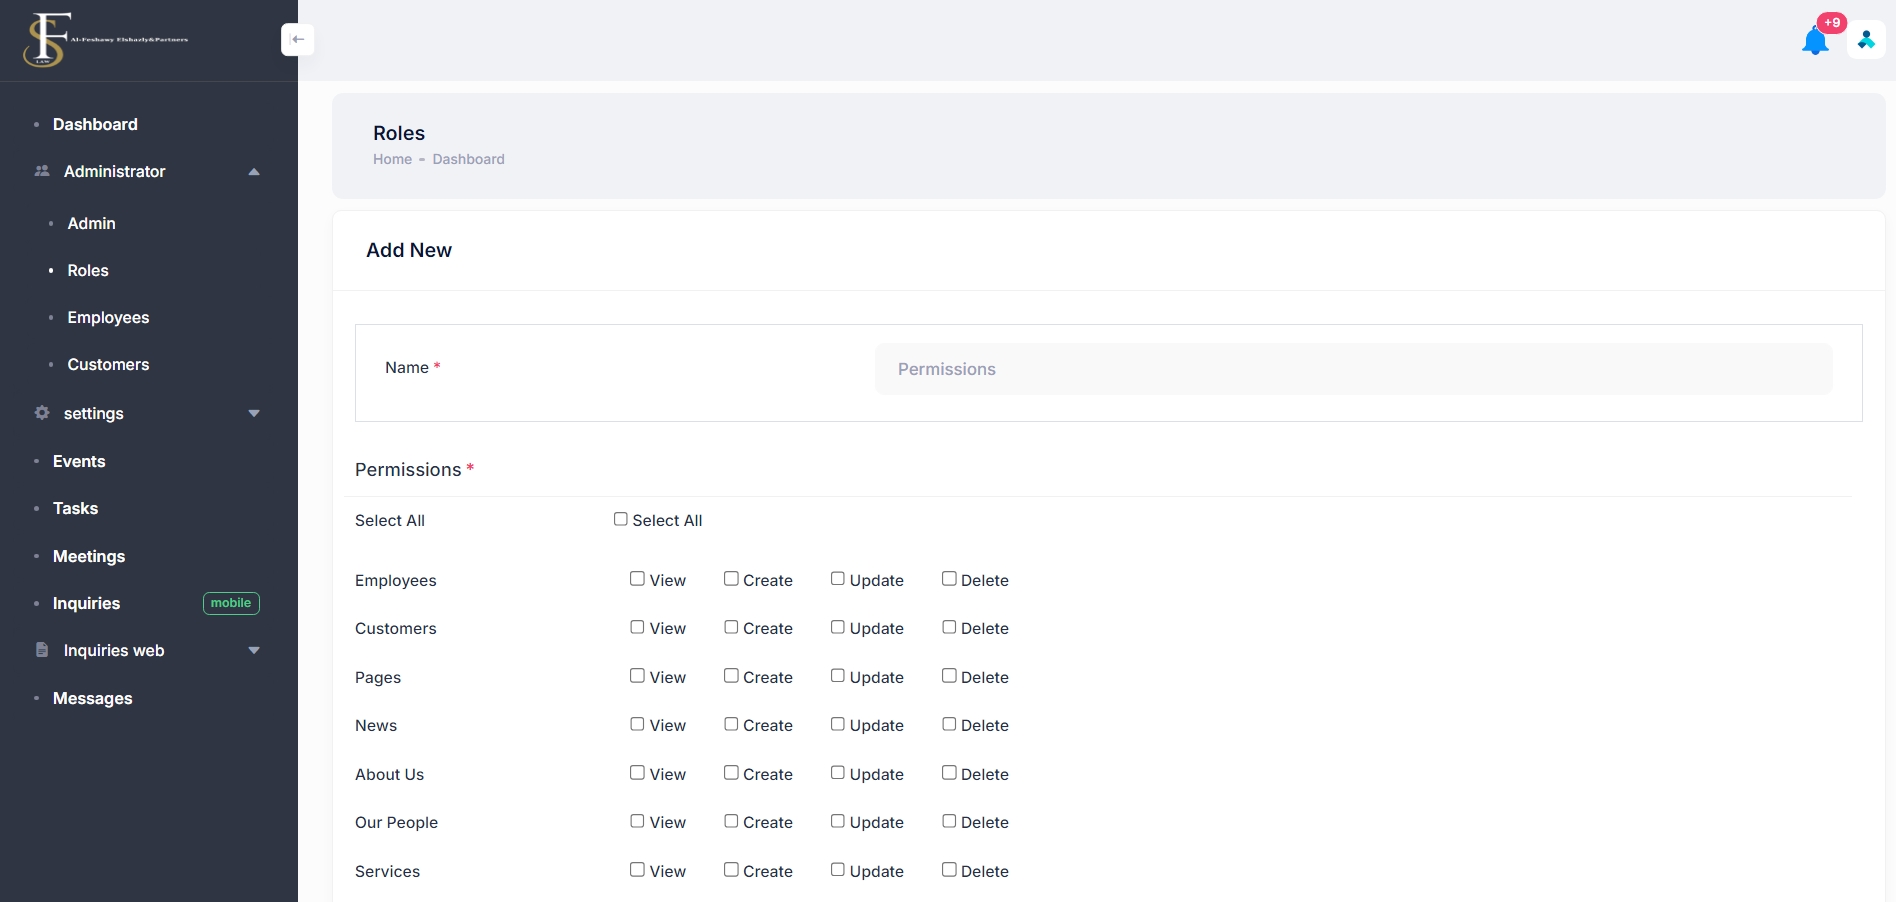 FS
LAW
Al-Feshawy Elshazly&Partners
+9
Dashboard
Administrator
Admin
Roles
Employees
Customers
settings
Events
Tasks
Meetings
Inquiries mobile
Inquiries web
Messages
Roles
Home - Dashboard
Add New
Name * Permissions
Permissions *
Select All Select All
Employees View Create Update Delete
Customers View Create Update Delete
Pages View Create Update Delete
News View Create Update Delete
About Us View Create Update Delete
Our People View Create Update Delete
Services View Create Update Delete